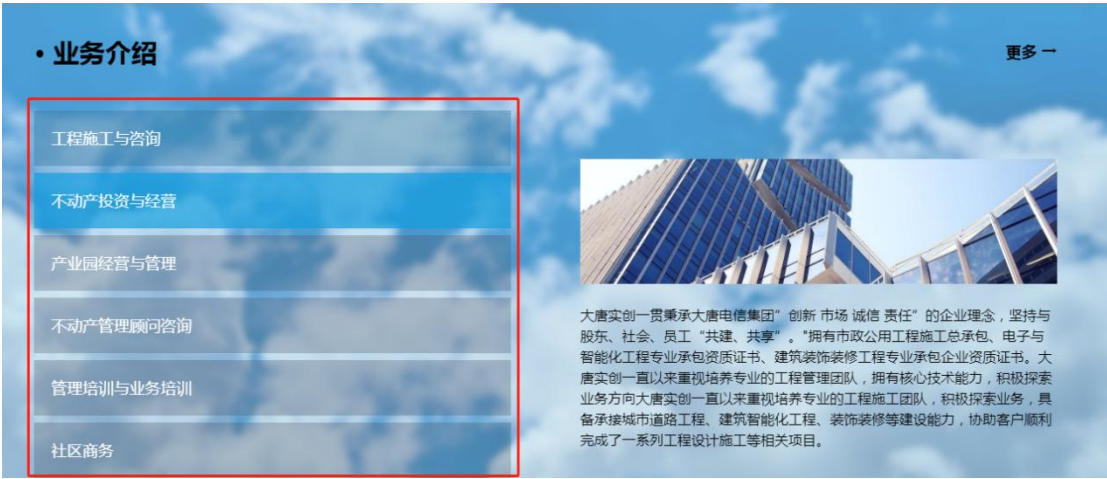 • 业务介绍
更多→
工程施工与咨询
不动产投资与经营
产业园经营与管理
不动产管理顾问咨询
管理培训与业务培训
社区商务
大唐实创一贯秉承大唐电信集团”创新 市场 诚信 责任”的企业理念，坚持与
股东、社会、员工“共建、共享”。"拥有市政公用工程施工总承包、电子与
智能化工程专业承包资质证书、建筑装饰装修工程专业承包企业资质证书。大
唐实创一直以来重视培养专业的工程管理团队，拥有核心技术能力，积极探索
业务方向大唐实创一直以来重视培养专业的工程施工团队，积极探索业务，具
备承接城市道路工程、建筑智能化工程、装饰装修等建设能力，协助客户顺利
完成了一系列工程设计施工等相关项目。